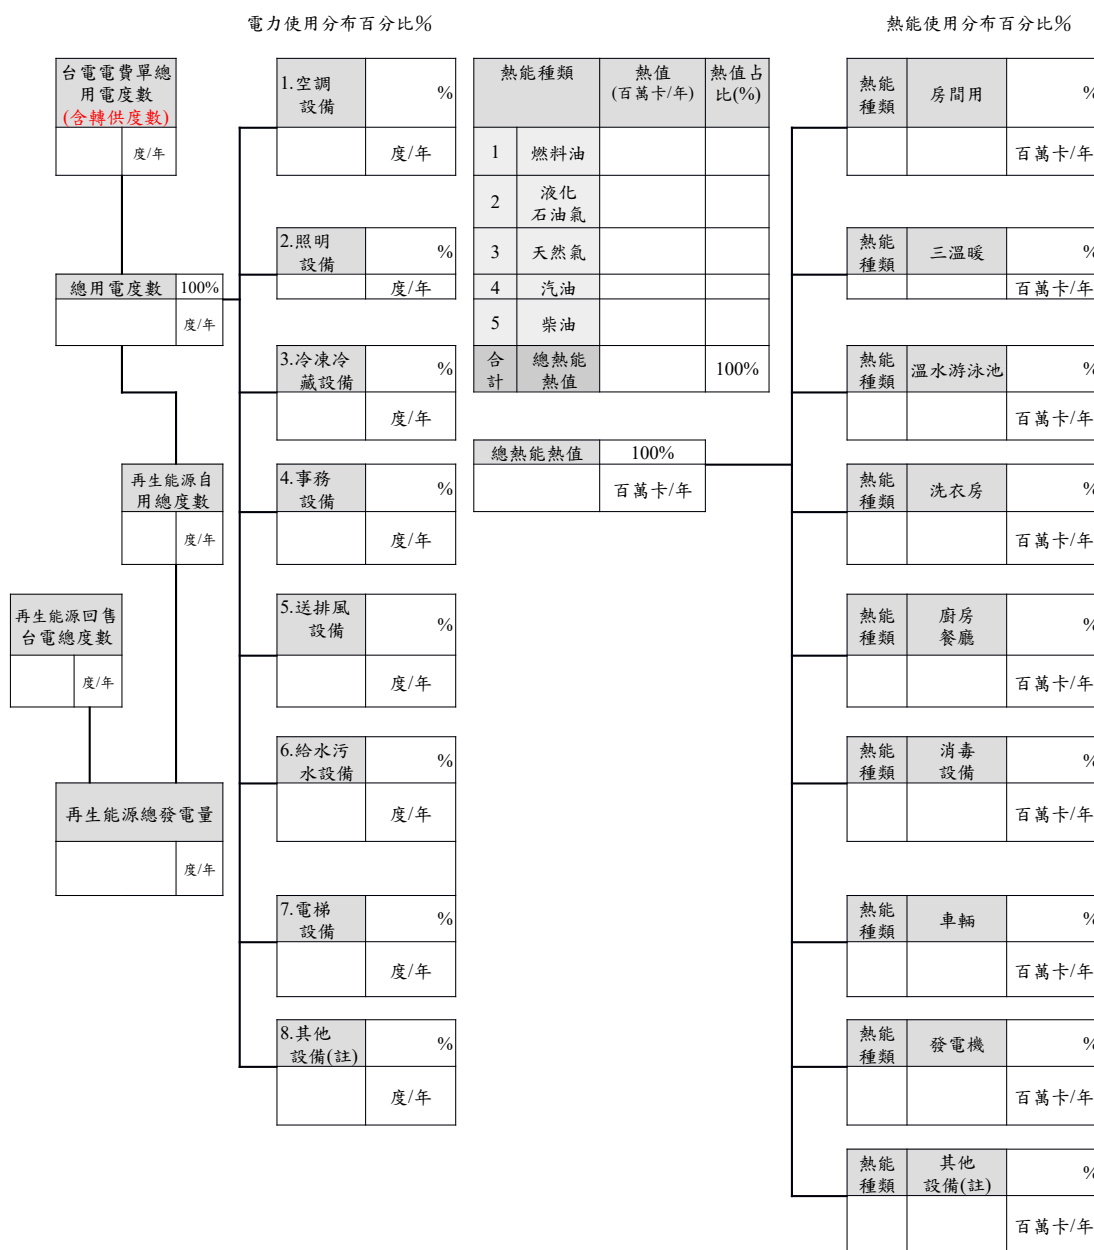 電力使用分布百分比%
熱能使用分布百分比%
台電電費單總
用電度數
(含轉供度數)
度/年
總用電度數 100%
度/年
再生能源自
用總度數
度/年
再生能源回售
台電總度數
度/年
再生能源總發電量
度/年
1.空調
設備
%
度/年
2.照明
設備
%
度/年
3.冷凍冷
藏設備
%
度/年
4.事務
設備
%
度/年
5.送排風
設備
%
度/年
6.給水污
水設備
%
度/年
7.電梯
設備
%
度/年
8.其他
設備(註)
%
度/年
熱能種類
熱值
(百萬卡/年)
熱值占
比(%)
1 燃料油
2 液化
石油氣
3 天然氣
4 汽油
5 柴油
合
計
總熱能
熱值
100%
總熱能熱值 100%
百萬卡/年
熱能
種類
房間用
%
百萬卡/年
熱能
種類
三溫暖
%
百萬卡/年
熱能
種類
溫水游泳池
%
百萬卡/年
熱能
種類
洗衣房
%
百萬卡/年
熱能
種類
廚房
餐廳
%
百萬卡/年
熱能
種類
消毒
設備
%
百萬卡/年
熱能
種類
車輛
%
百萬卡/年
熱能
種類
發電機
%
百萬卡/年
熱能
種類
其他
設備(註)
%
百萬卡/年